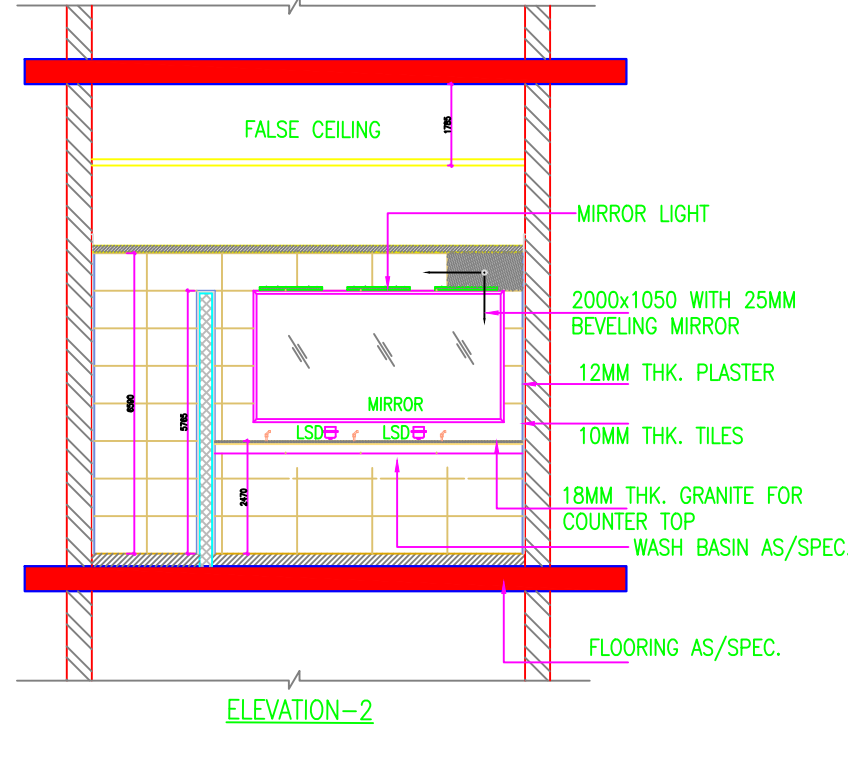 FALSE CEILING
1785
MIRROR LIGHT
2000x1050 WITH 25MM
BEVELING MIRROR
12MM THK. PLASTER
6590
5765
MIRROR
LSD
LSD
10MM THK. TILES
2470
18MM THK. GRANITE FOR
COUNTER TOP
WASH BASIN AS/SPEC.
FLOORING AS/SPEC.
ELEVATION-2